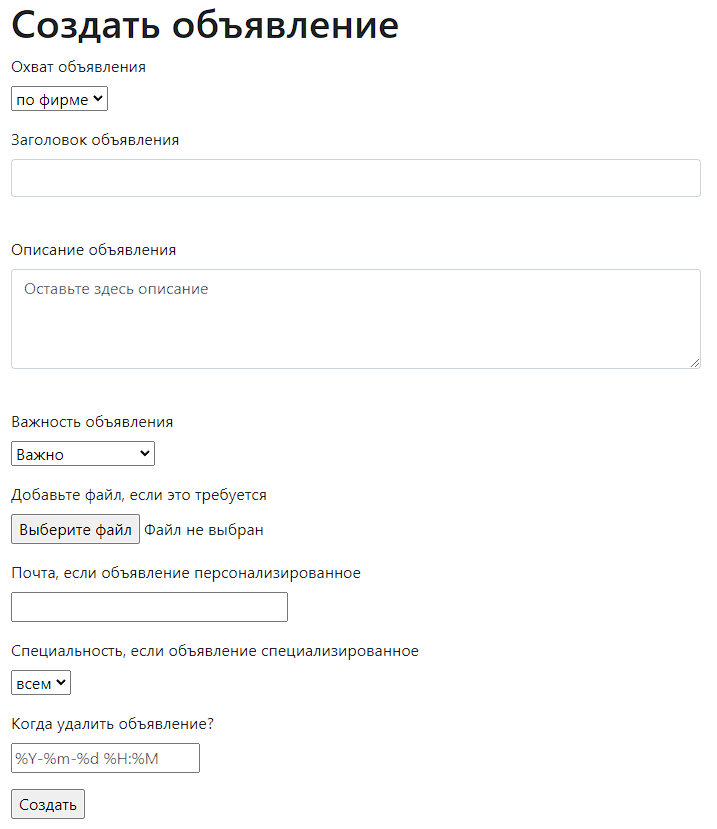 Создать объявление
Охват объявления
по фирме
Заголовок объявления
Описание объявления
Оставьте здесь описание
Важность объявления
Важно
Добавьте файл, если это требуется
Выберите файл Файл не выбран
Почта, если объявление персонализированное
Специальность, если объявление специализированное
всем
Когда удалить объявление?
%Y-%m-%d %H:%M
Создать